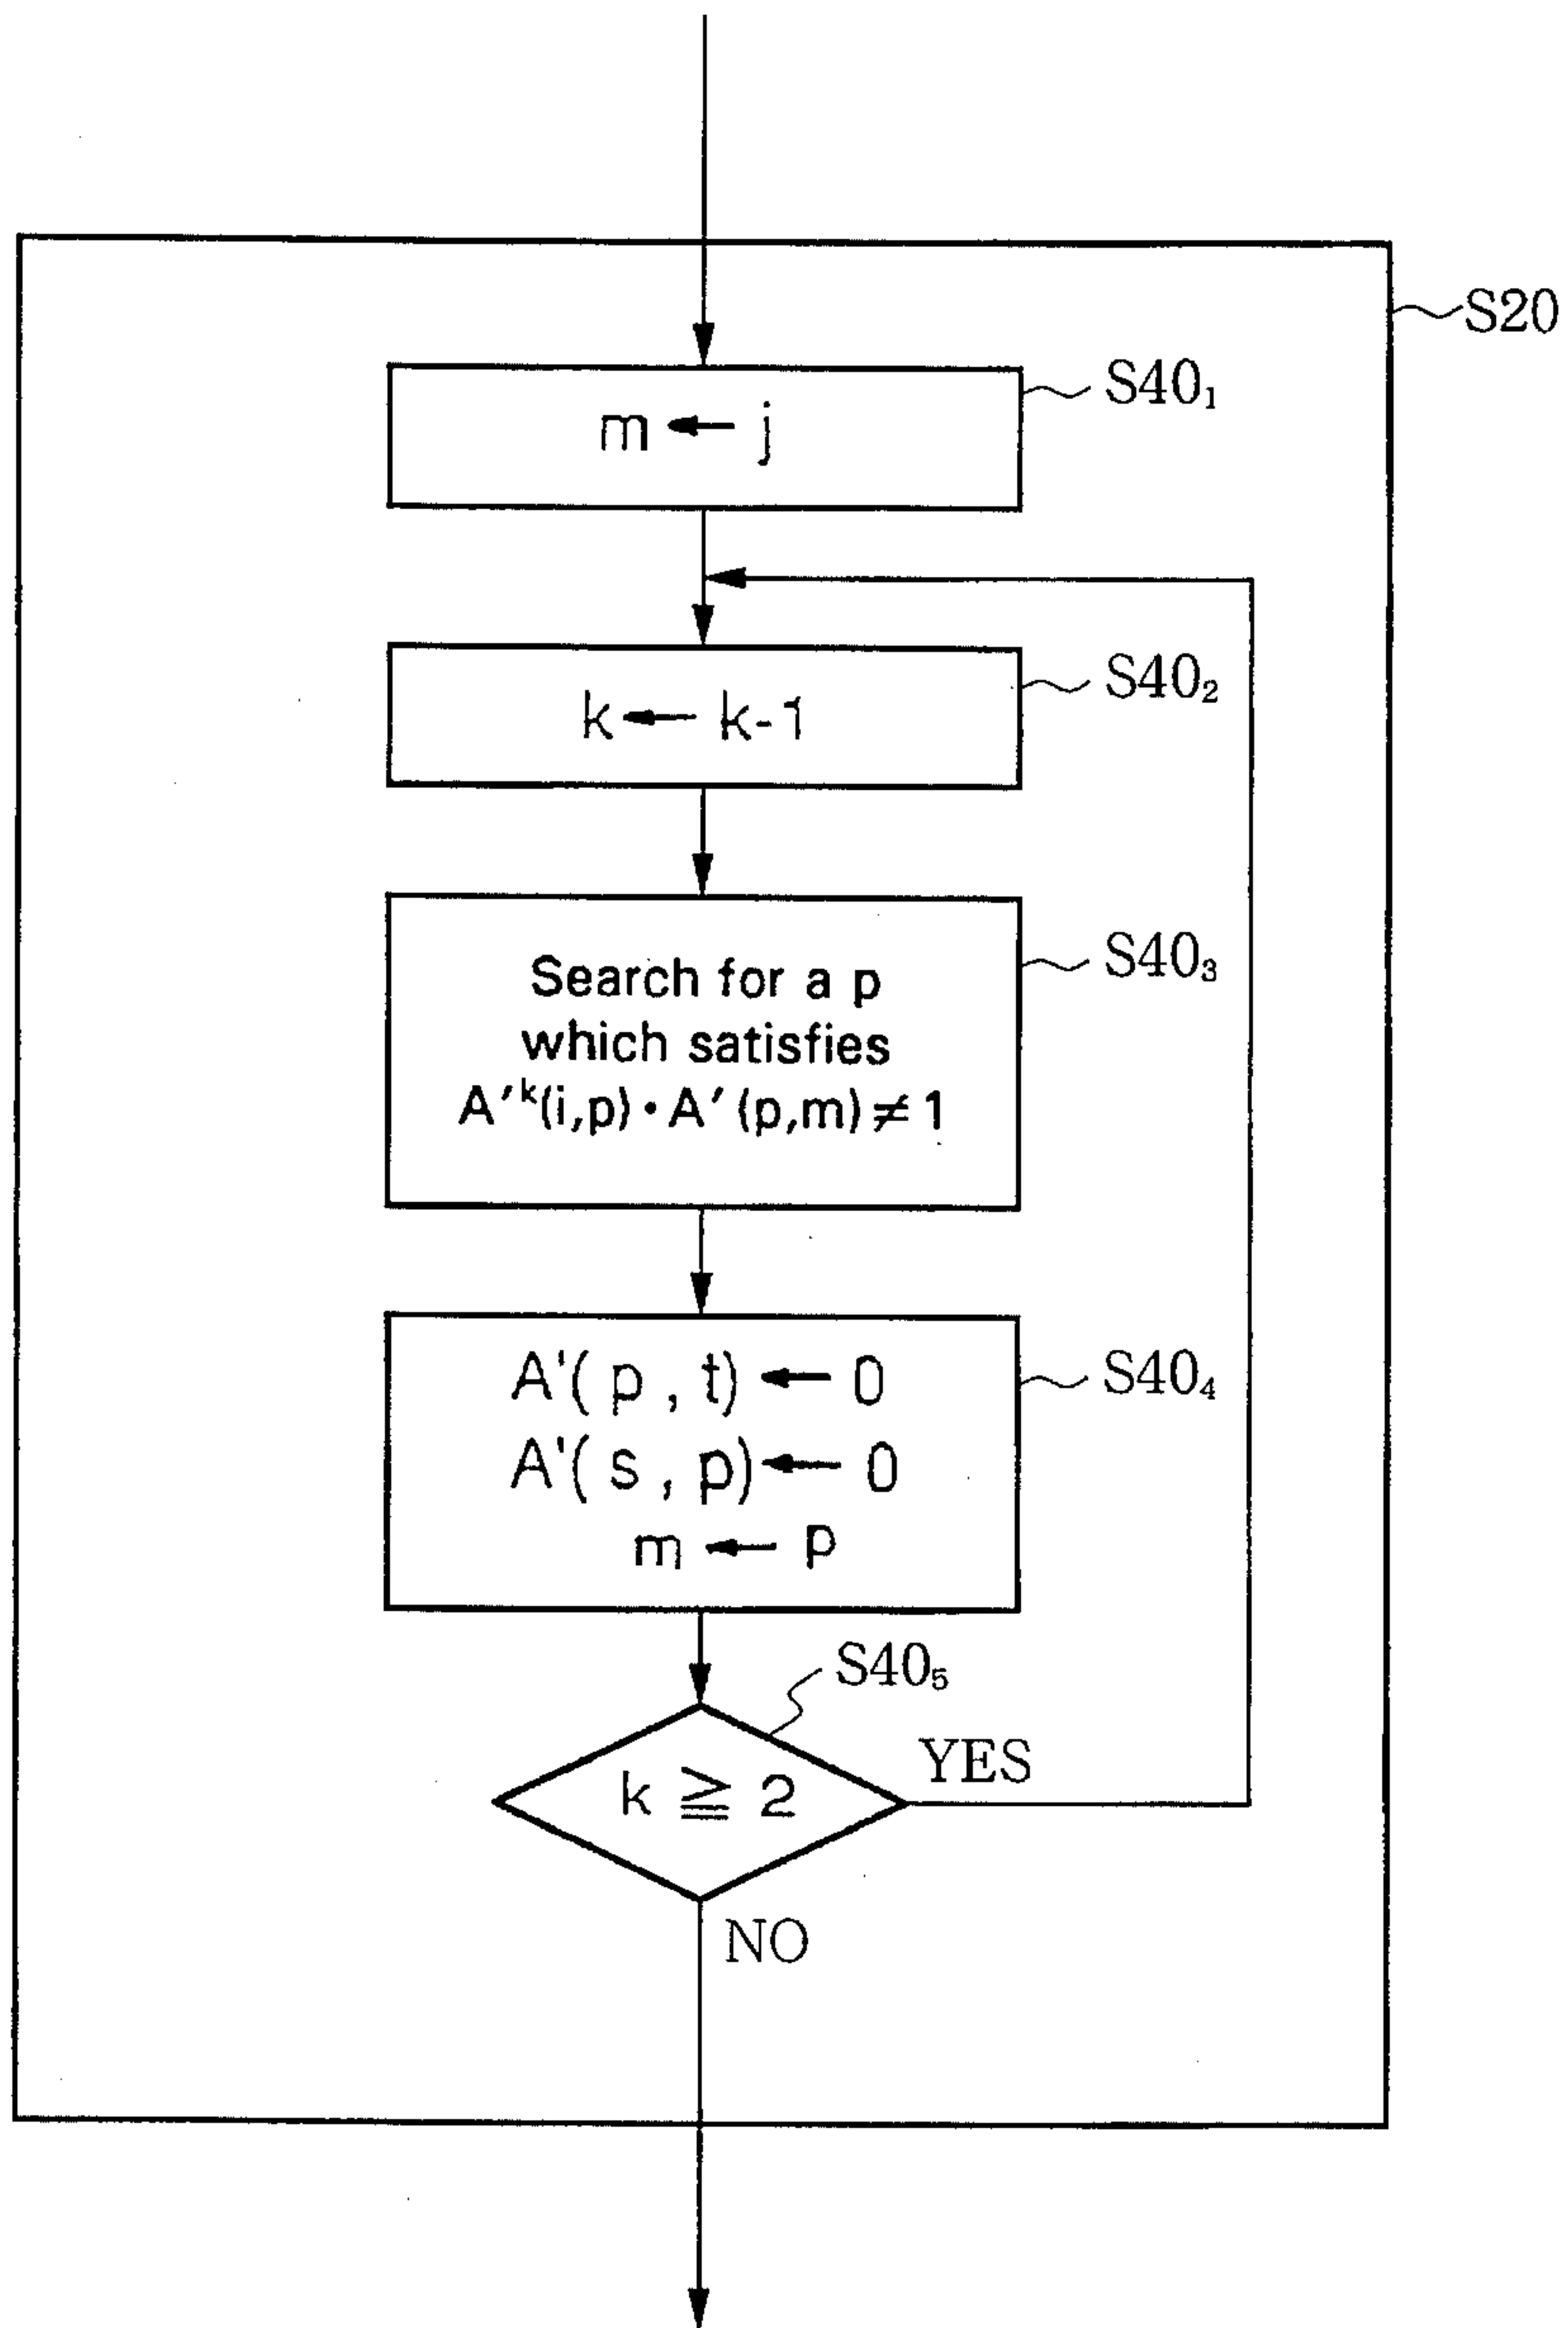 S20
S40₁
m ← j
S40₂
k ← k-1
S40₃
Search for a p
which satisfies
A′ᵏ(i,p) • A′(p,m) ≠ 1
S40₄
A'( p , t) ← 0
A'( s , p) ← 0
m ← p
S40₅
k ≧ 2
YES
NO